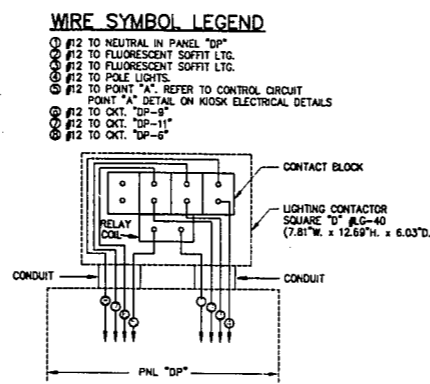 WIRE SYMBOL LEGEND
① #12 TO NEUTRAL IN PANEL "DP"
② #12 TO FLUORESCENT SOFFIT LTG.
③ #12 TO FLUORESCENT SOFFIT LTG.
④ #12 TO POLE LIGHTS.
⑤ #12 TO POINT "A". REFER TO CONTROL CIRCUIT
POINT "A" DETAIL ON KIOSK ELECTRICAL DETAILS
⑥ #12 TO CKT. "DP-9"
⑦ #12 TO CKT. "DP-11"
⑧ #12 TO CKT. "DP-6"
CONTACT BLOCK
LIGHTING CONTACTOR
SQUARE "D" #LG-40
(7.81"W. x 12.69"H. x 6.03"D.
RELAY
COIL
CONDUIT
CONDUIT
PNL "DP"